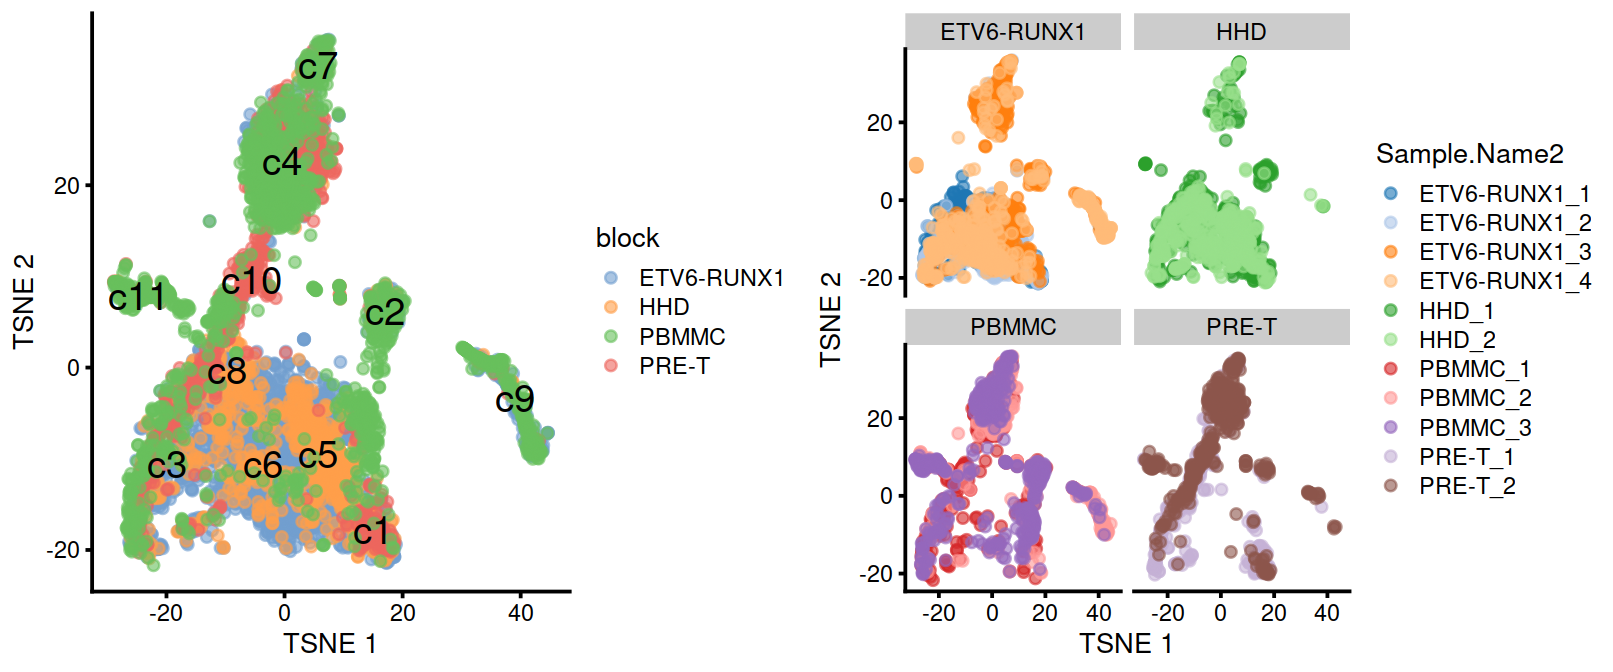 c7
c4
c10
c11
c2
c8
c9
c3
c6
c5
c1
20
0
-20
-20
0
20
40
TSNE 1
TSNE 2
block
ETV6-RUNX1
HHD
PBMMC
PRE-T
ETV6-RUNX1
HHD
PBMMC
PRE-T
20
0
-20
20
0
-20
-20
0
20
40
-20
0
20
40
TSNE 1
TSNE 2
Sample.Name2
ETV6-RUNX1_1
ETV6-RUNX1_2
ETV6-RUNX1_3
ETV6-RUNX1_4
HHD_1
HHD_2
PBMMC_1
PBMMC_2
PBMMC_3
PRE-T_1
PRE-T_2